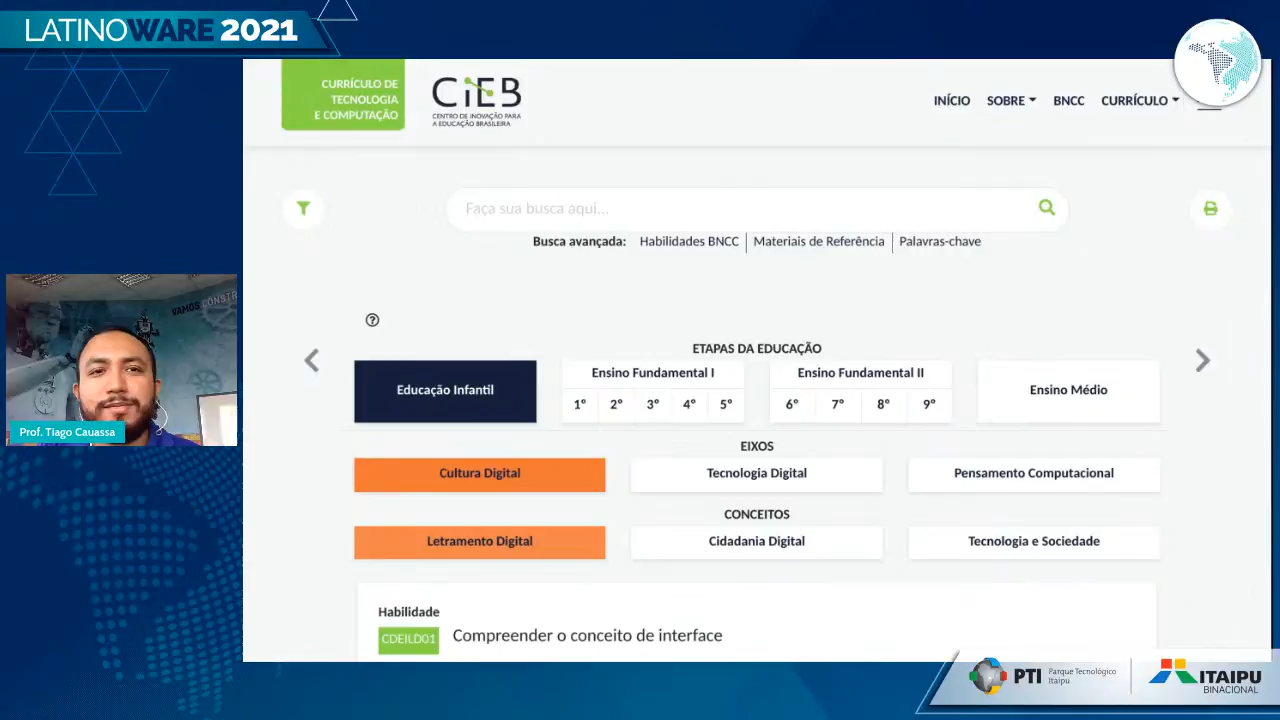 LATINOWARE 2021
CURRÍCULO DE
TECNOLOGIA
E COMPUTAÇÃO
CiEB
CENTRO DE INOVAÇÃO PARA
A EDUCAÇÃO BRASILEIRA
INÍCIO SOBRE BNCC CURRÍCULO
Faça sua busca aqui...
Busca avançada: Habilidades BNCC Materiais de Referência Palavras-chave
VAMOS CONSTR
Prof. Tiago Cauassa
ETAPAS DA EDUCAÇÃO
Educação Infantil
Ensino Fundamental I
1º 2º 3º 4º 5º
Ensino Fundamental II
6º 7º 8º 9º
Ensino Médio
EIXOS
Cultura Digital Tecnologia Digital Pensamento Computacional
CONCEITOS
Letramento Digital Cidadania Digital Tecnologia e Sociedade
Habilidade
CDEILD01 Compreender o conceito de interface
PTI Parque Tecnológico
Itaipu
ITAIPU
BINACIONAL